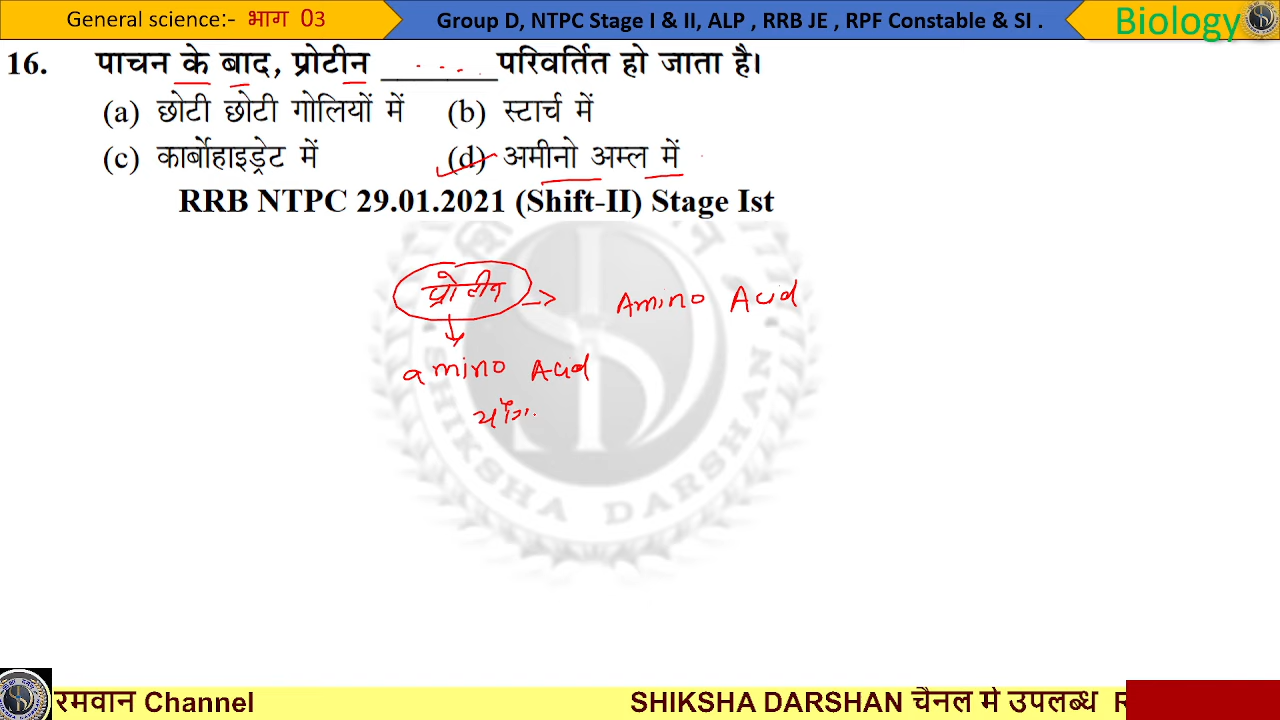 General science:- भाग 03
Group D, NTPC Stage I & II, ALP , RRB JE , RPF Constable & SI .
Biology
16. पाचन के बाद, प्रोटीन ________ परिवर्तित हो जाता है।
(a) छोटी छोटी गोलियों में (b) स्टार्च में
(c) कार्बोहाइड्रेट में (d) अमीनो अम्ल में
RRB NTPC 29.01.2021 (Shift-II) Stage Ist
प्रोटीन → Amino Acid
amino Acid
SHIKSHA DARSHAN
रमवान Channel
SHIKSHA DARSHAN चैनल मे उपलब्ध R